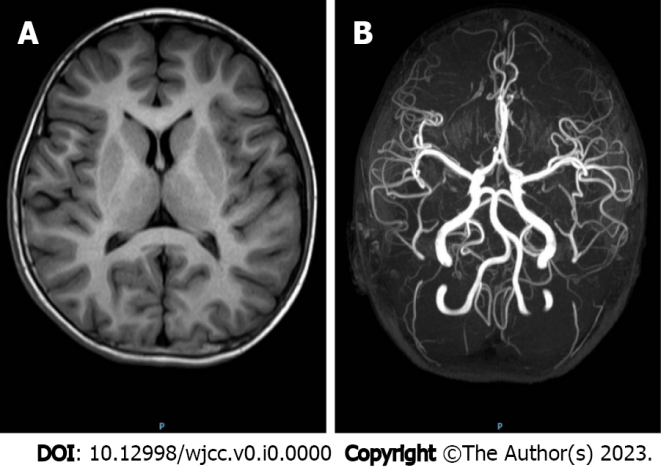 A
B
P
P
DOI: 10.12998/wjcc.v0.i0.0000 Copyright ©The Author(s) 2023.